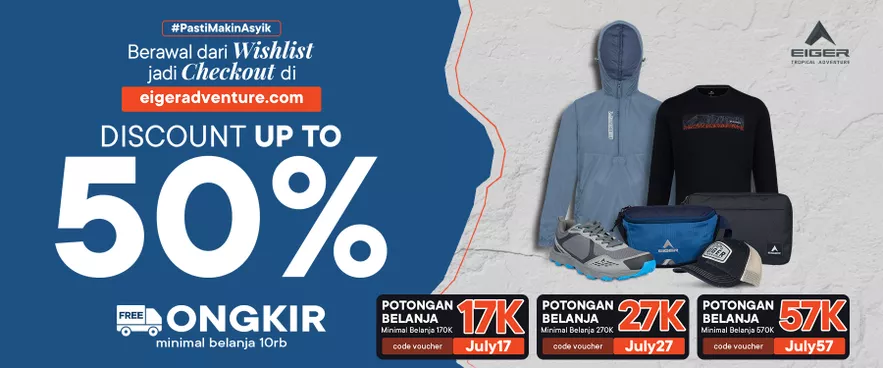 #PastiMakinAsyik
Berawal dari Wishlist
jadi Checkout di
eigeradventure.com
DISCOUNT UP TO
50%
FREE ONGKIR
minimal belanja 10rb
EIGER
TROPICAL ADVENTURE
EIGER
EIGER
POTONGAN
BELANJA 17K
Minimal Belanja 170K
code voucher July17
POTONGAN
BELANJA 27K
Minimal Belanja 270K
code voucher July27
POTONGAN
BELANJA 57K
Minimal Belanja 570K
code voucher July57